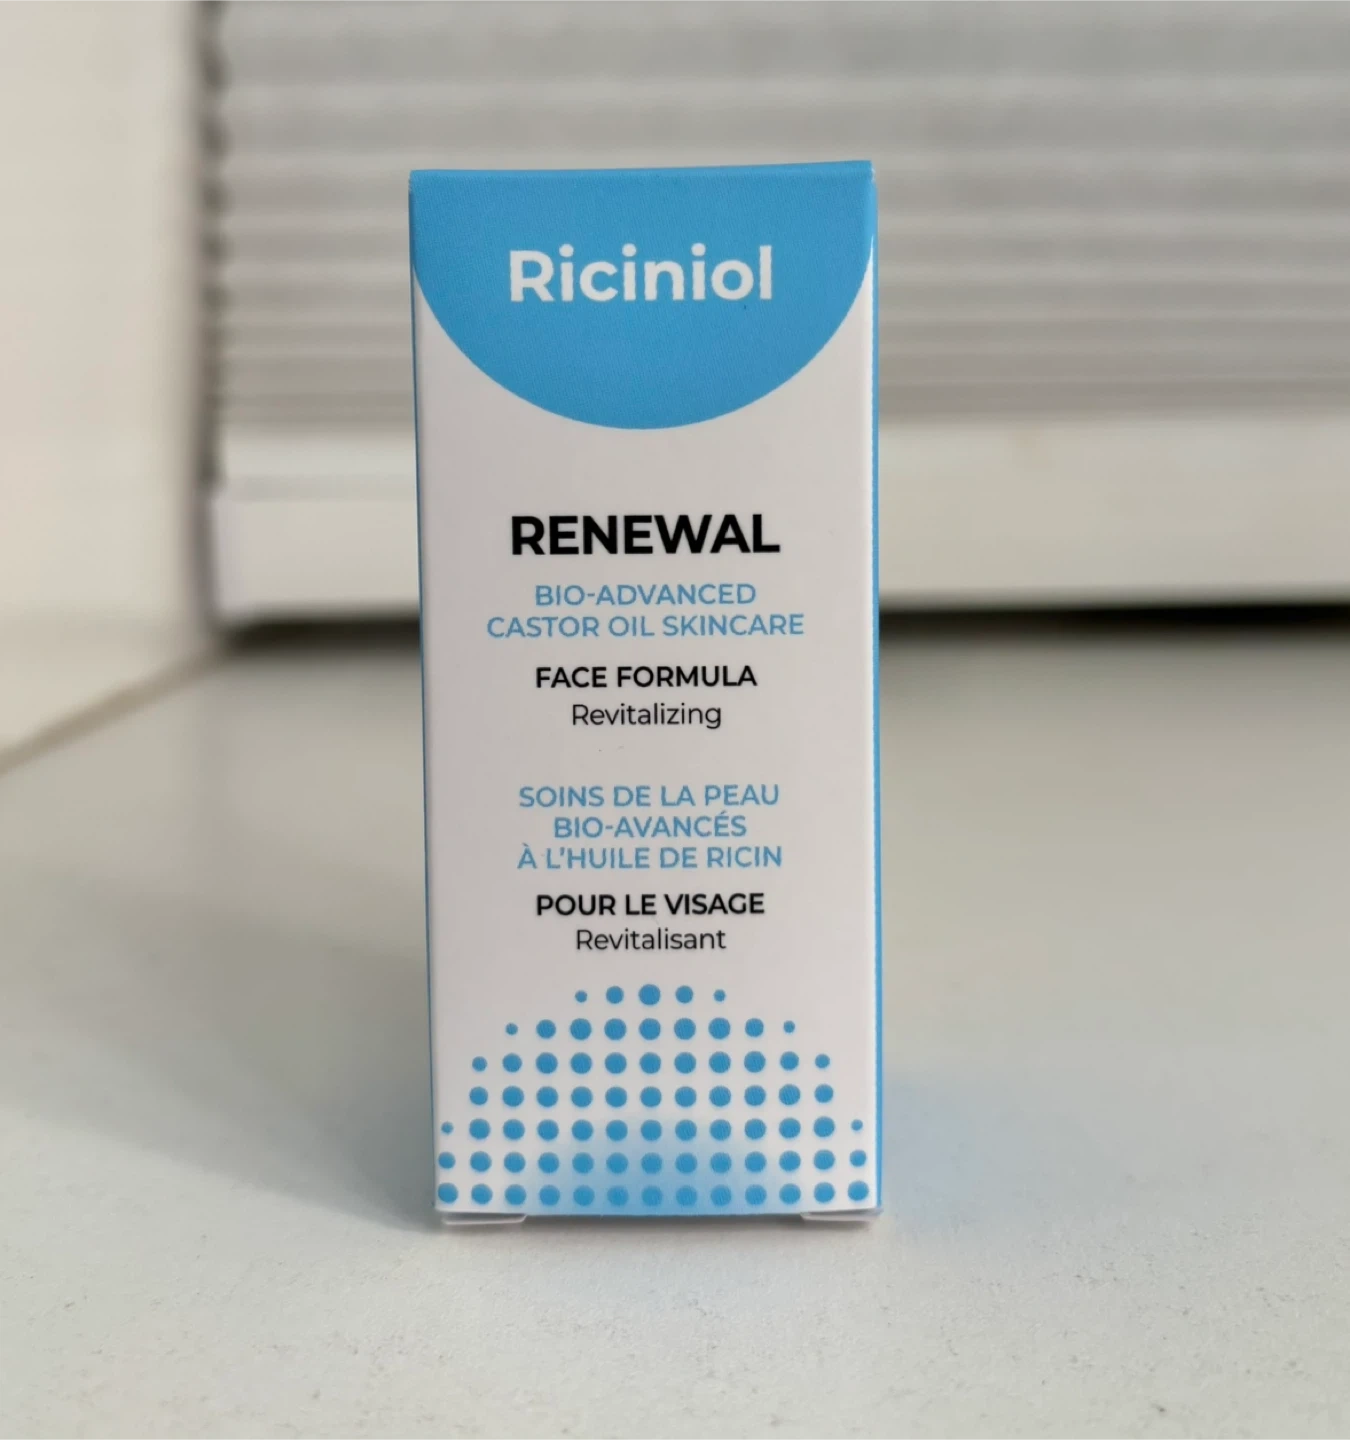 Riciniol
RENEWAL
BIO-ADVANCED
CASTOR OIL SKINCARE
FACE FORMULA
Revitalizing
SOINS DE LA PEAU
BIO-AVANCÉS
À L'HUILE DE RICIN
POUR LE VISAGE
Revitalisant